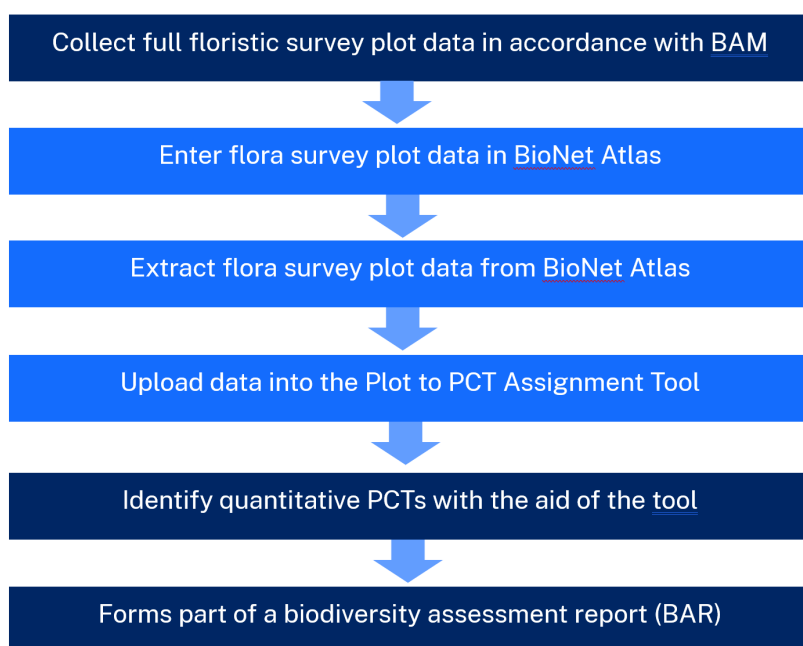 Collect full floristic survey plot data in accordance with BAM
Enter flora survey plot data in BioNet Atlas
Extract flora survey plot data from BioNet Atlas
Upload data into the Plot to PCT Assignment Tool
Identify quantitative PCTs with the aid of the tool
Forms part of a biodiversity assessment report (BAR)